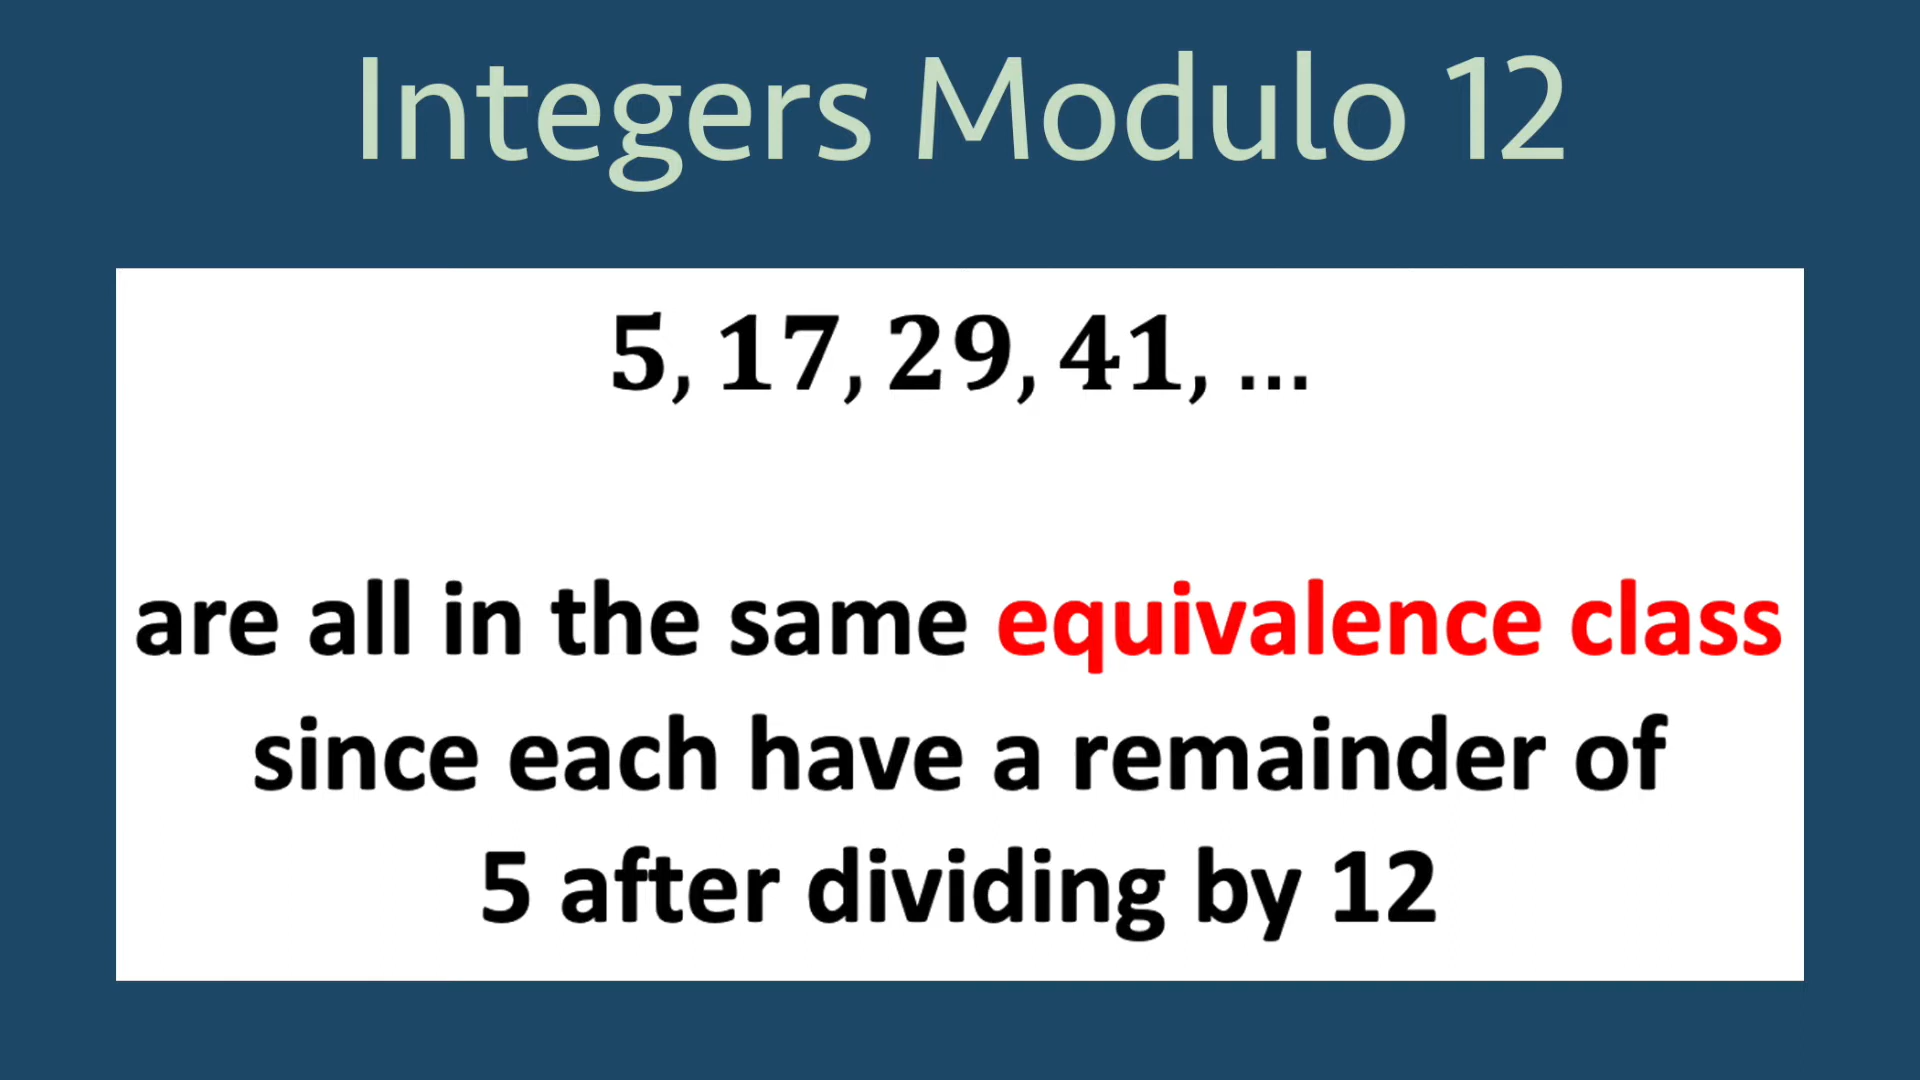 Integers Modulo 12
5, 17, 29, 41, ...
are all in the same equivalence class
since each have a remainder of
5 after dividing by 12